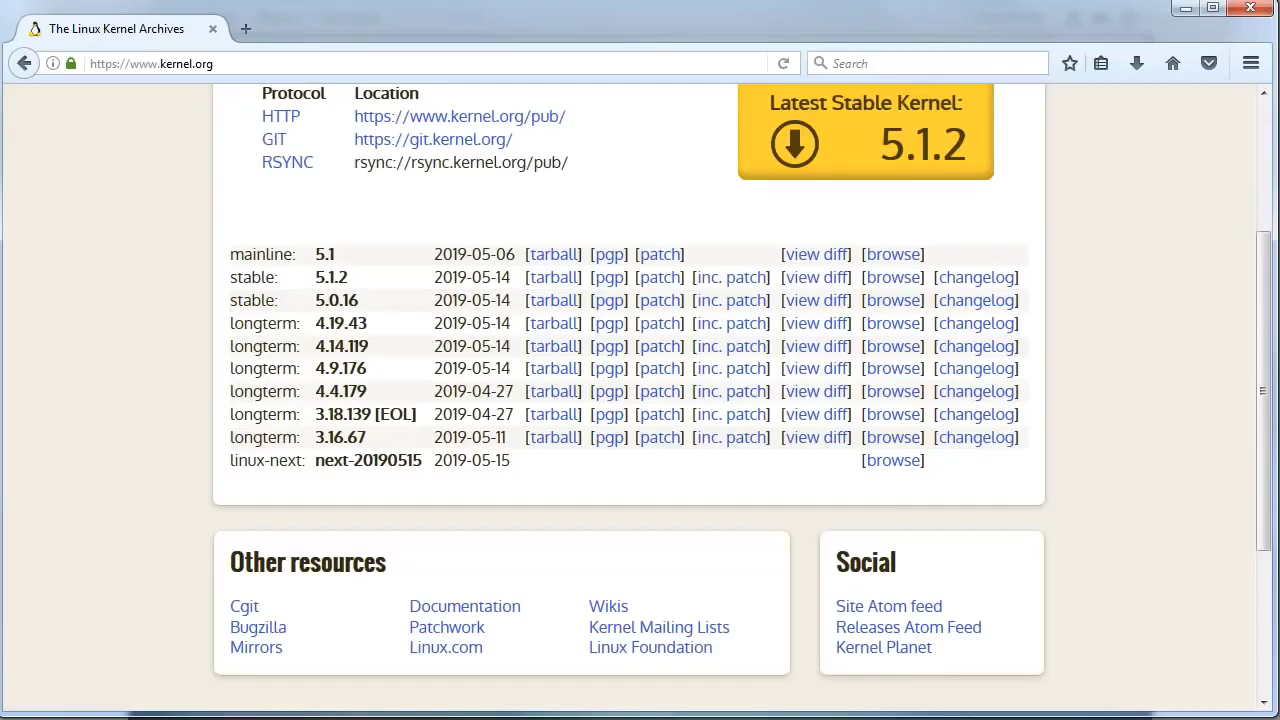 The Linux Kernel Archives
https://www.kernel.org
Search
Protocol Location
HTTP https://www.kernel.org/pub/
GIT https://git.kernel.org/
RSYNC rsync://rsync.kernel.org/pub/
Latest Stable Kernel:
5.1.2
mainline: 5.1 2019-05-06 [tarball] [pgp] [patch] [view diff] [browse]
stable: 5.1.2 2019-05-14 [tarball] [pgp] [patch] [inc. patch] [view diff] [browse] [changelog]
stable: 5.0.16 2019-05-14 [tarball] [pgp] [patch] [inc. patch] [view diff] [browse] [changelog]
longterm: 4.19.43 2019-05-14 [tarball] [pgp] [patch] [inc. patch] [view diff] [browse] [changelog]
longterm: 4.14.119 2019-05-14 [tarball] [pgp] [patch] [inc. patch] [view diff] [browse] [changelog]
longterm: 4.9.176 2019-05-14 [tarball] [pgp] [patch] [inc. patch] [view diff] [browse] [changelog]
longterm: 4.4.179 2019-04-27 [tarball] [pgp] [patch] [inc. patch] [view diff] [browse] [changelog]
longterm: 3.18.139 [EOL] 2019-04-27 [tarball] [pgp] [patch] [inc. patch] [view diff] [browse] [changelog]
longterm: 3.16.67 2019-05-11 [tarball] [pgp] [patch] [inc. patch] [view diff] [browse] [changelog]
linux-next: next-20190515 2019-05-15 [browse]
Other resources
Cgit Documentation Wikis
Bugzilla Patchwork Kernel Mailing Lists
Mirrors Linux.com Linux Foundation
Social
Site Atom feed
Releases Atom Feed
Kernel Planet